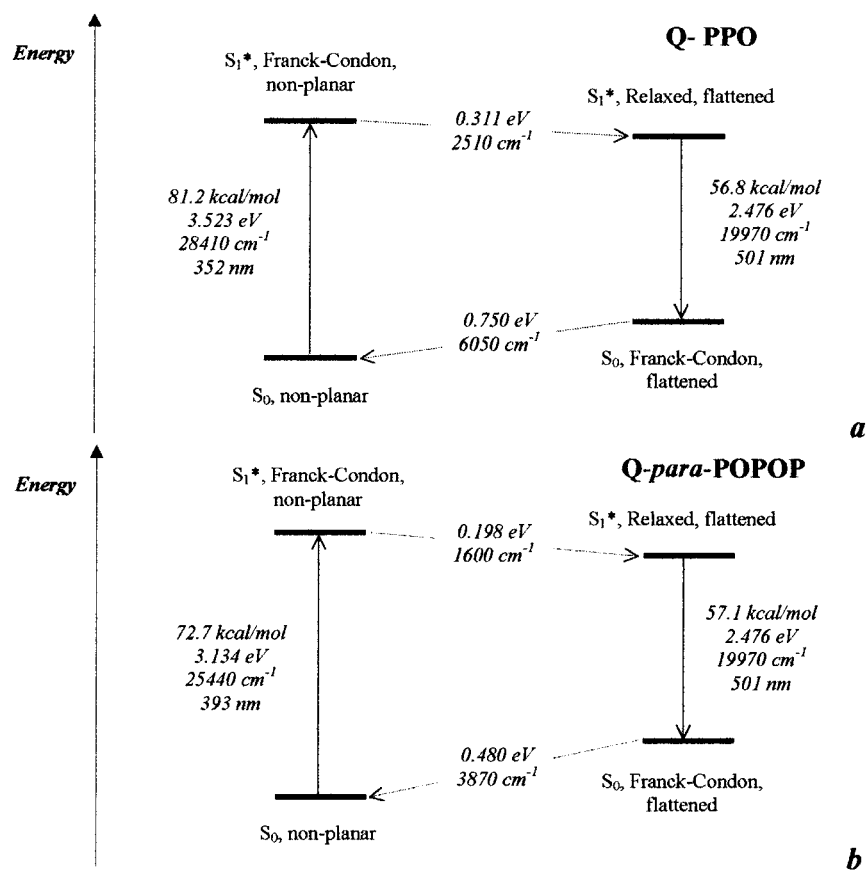 Energy
Q- PPO
S₁*, Franck-Condon,
non-planar
S₁*, Relaxed, flattened
0.311 eV
2510 cm⁻¹
81.2 kcal/mol
3.523 eV
28410 cm⁻¹
352 nm
56.8 kcal/mol
2.476 eV
19970 cm⁻¹
501 nm
0.750 eV
6050 cm⁻¹
S₀, non-planar
S₀, Franck-Condon,
flattened
a
Energy
Q-para-POPOP
S₁*, Franck-Condon,
non-planar
S₁*, Relaxed, flattened
0.198 eV
1600 cm⁻¹
72.7 kcal/mol
3.134 eV
25440 cm⁻¹
393 nm
57.1 kcal/mol
2.476 eV
19970 cm⁻¹
501 nm
0.480 eV
3870 cm⁻¹
S₀, non-planar
S₀, Franck-Condon,
flattened
b